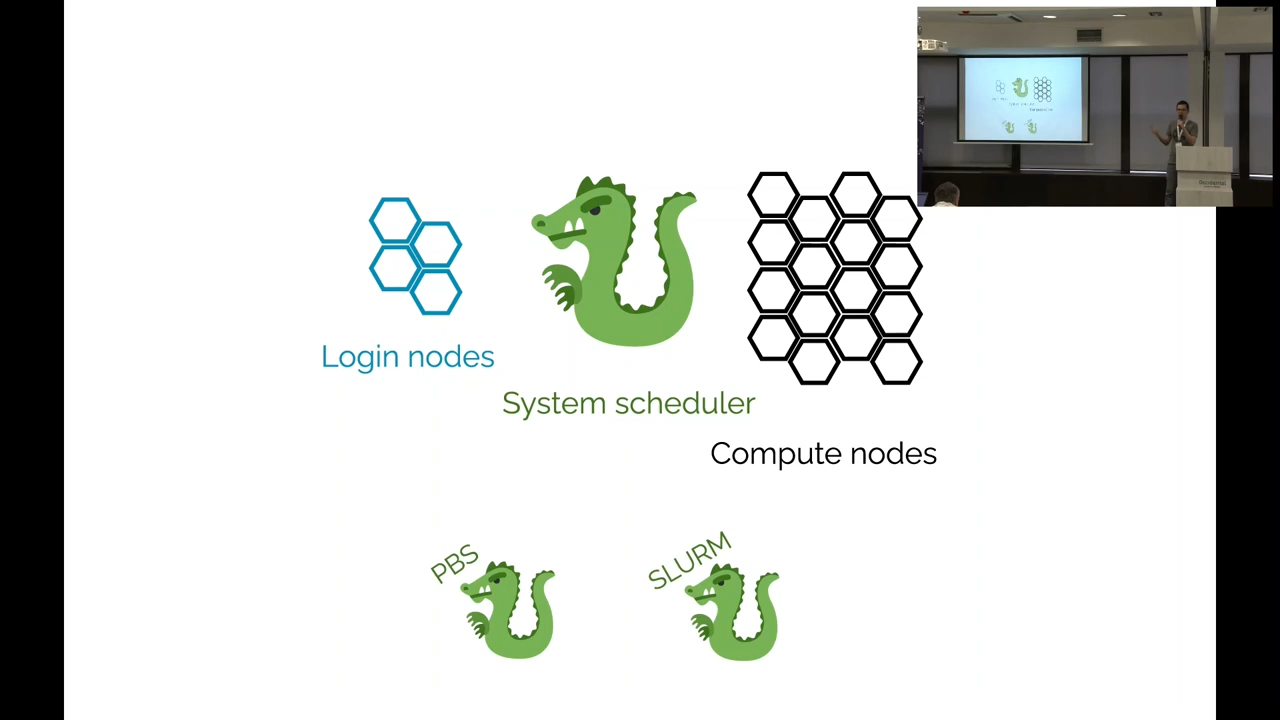 Login nodes
System scheduler
Compute nodes
PBS
SLURM